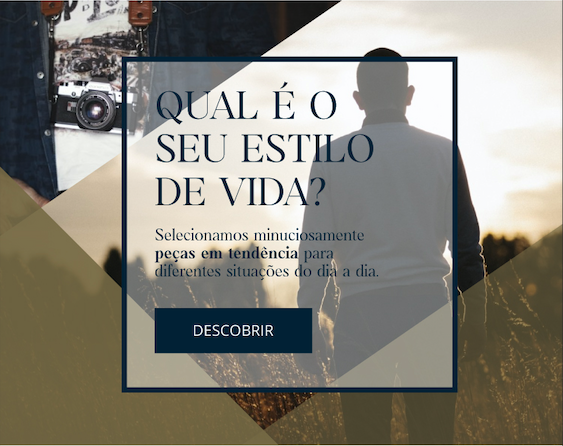 QUAL É O
SEU ESTILO
DE VIDA?
Selecionamos minuciosamente
peças em tendência para
diferentes situações do dia a dia.
DESCOBRIR